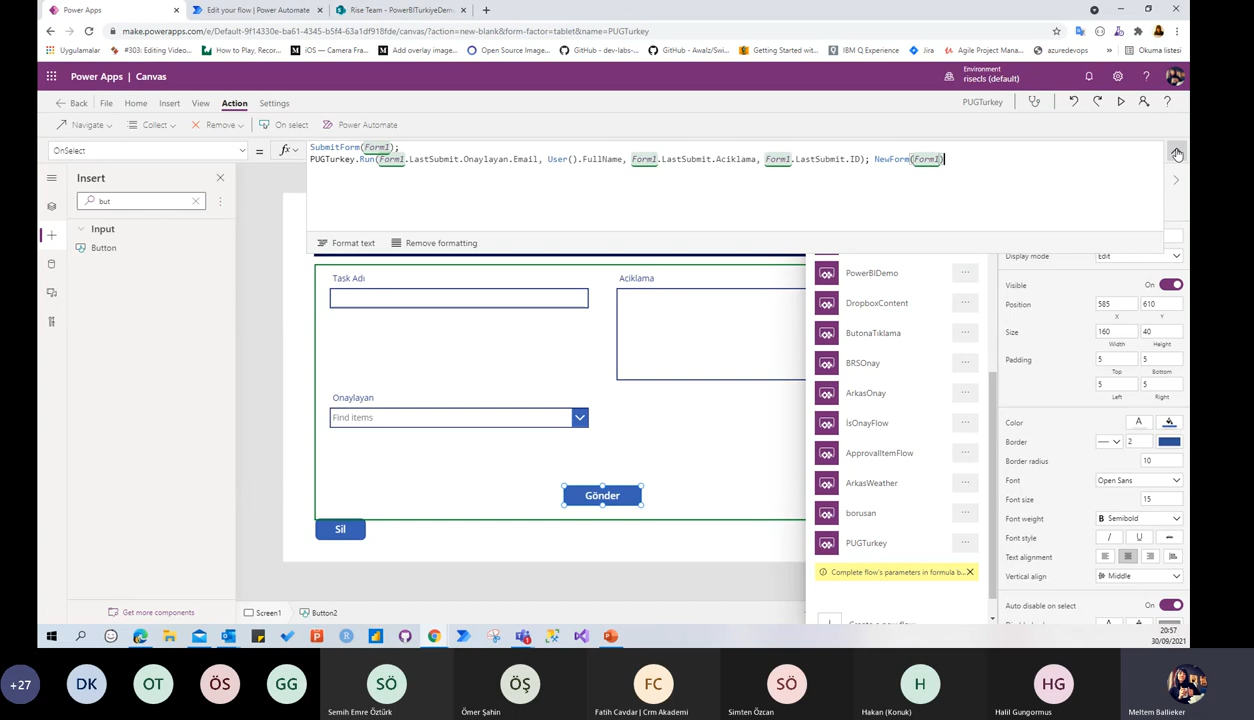 Power Apps
Edit your flow | Power Automate
Rise Team - PowerBITurkiyeDem
make.powerapps.com/e/Default-9f14330e-ba61-4345-b5f4-63a1df918fde/canvas/?action=new-blank&form-factor=tablet&name=PUGTurkey
Uygulamalar
#303: Editing Video...
How to Play, Recor...
iOS — Camera Fra...
Add overlay image...
Open Source Image...
GitHub - dev-labs-...
GitHub - Awalz/Swi...
Getting Started wit...
IBM Q Experience
Jira
Agile Project Mana...
azuredevops
»
Okuma listesi
Power Apps | Canvas
Environment
risecls (default)
Back
File
Home
Insert
View
Action
Settings
PUGTurkey
Navigate
Collect
Remove
On select
Power Automate
OnSelect
=
fx
SubmitForm(Form1);
PUGTurkey.Run(Form1.LastSubmit.Onaylayan.Email, User().FullName, Form1.LastSubmit.Aciklama, Form1.LastSubmit.ID); NewForm(Form1)
Format text
Remove formatting
Insert
but
Input
Button
Task Adı
Aciklama
Onaylayan
Find items
Gönder
Sil
PowerBIDemo
DropboxContent
ButonaTıklama
BRSOnay
ArkasOnay
IsOnayFlow
ApprovalItemFlow
ArkasWeather
borusan
PUGTurkey
Complete flow's parameters in formula b...
Create a new flow
Display mode
Edit
Visible
On
Position
585
610
X
Y
Size
160
40
Width
Height
Padding
5
5
Top
Bottom
5
5
Left
Right
Color
A
Border
2
Border radius
10
Font
Open Sans
Font size
15
Font weight
B Semibold
Font style
Text alignment
Vertical align
Middle
Auto disable on select
On
Get more components
Screen1
Button2
20:57
30/09/2021
+27
DK
OT
ÖS
GG
SÖ
Semih Emre Öztürk
ÖŞ
Ömer Şahin
FC
Fatih Cavdar | Crm Akademi
SÖ
Simten Özcan
H
Hakan (Konuk)
HG
Halil Gungormus
Meltem Ballieker